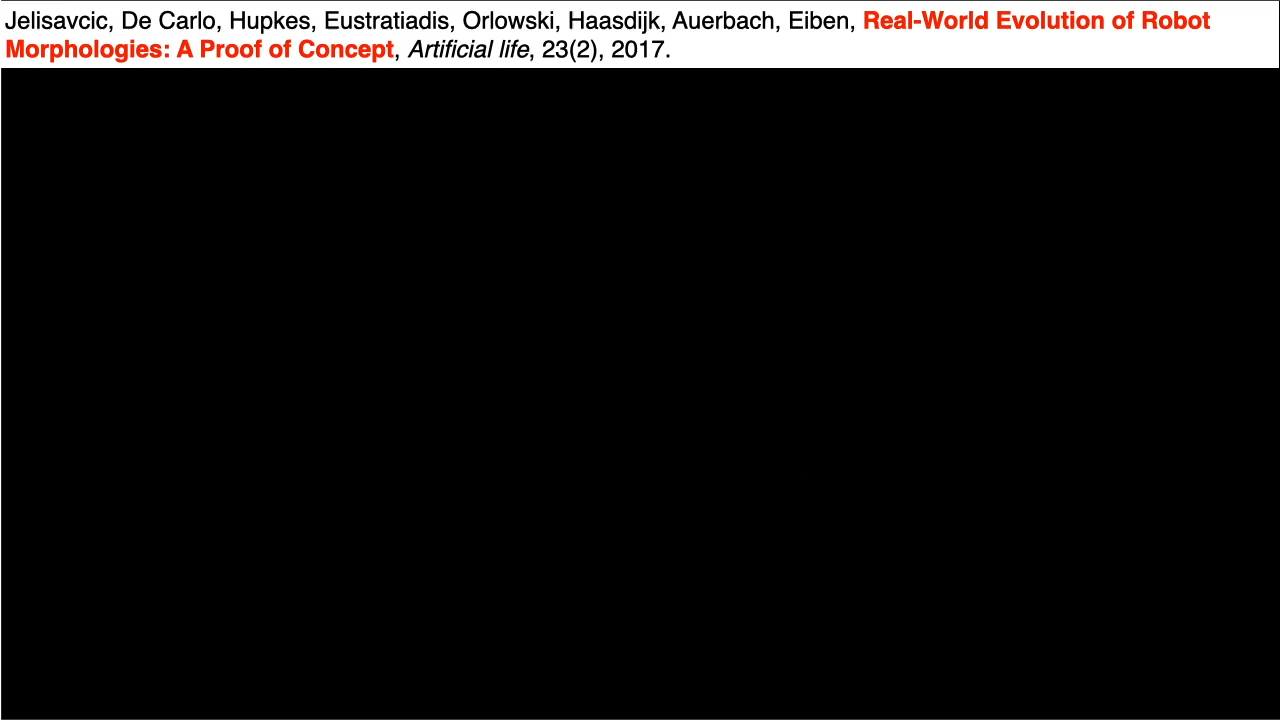 Jelisavcic, De Carlo, Hupkes, Eustratiadis, Orlowski, Haasdijk, Auerbach, Eiben, Real-World Evolution of Robot
Morphologies: A Proof of Concept, Artificial life, 23(2), 2017.